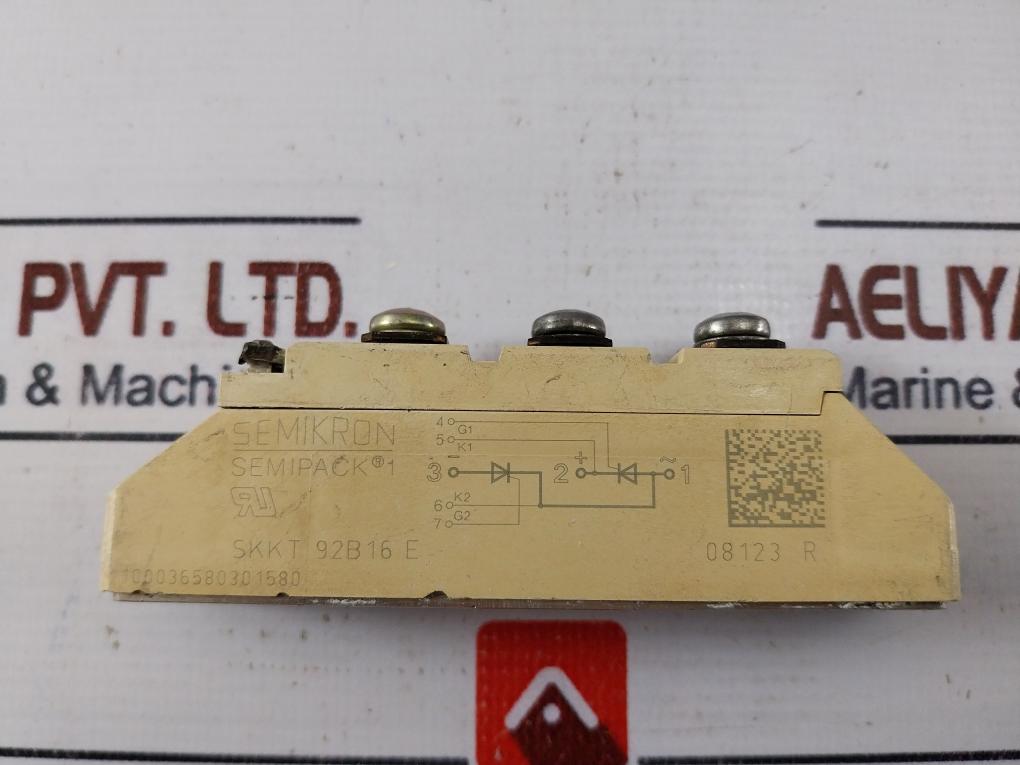 PVT. LTD.
AELIYA
n & Machi
Marine &
SEMIKRON
SEMIPACK® 1
SKKT 92B16 E
100036580301580
4
G1
5
K1
- 3
+ 2
~ 1
6 K2
7 G2
08123 R